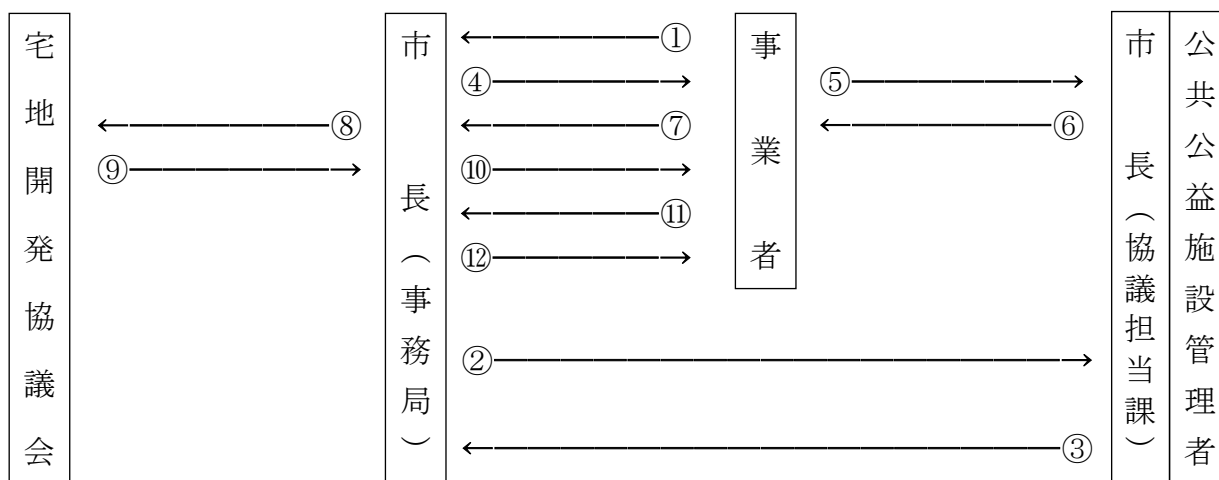 宅地開発協議会
市長（事務局）
事業者
市長（協議担当課）
公共公益施設管理者
←①
④→
⑤→
←⑧
←⑦
←⑥
⑨→
⑩→
←⑪
⑫→
②→
←③